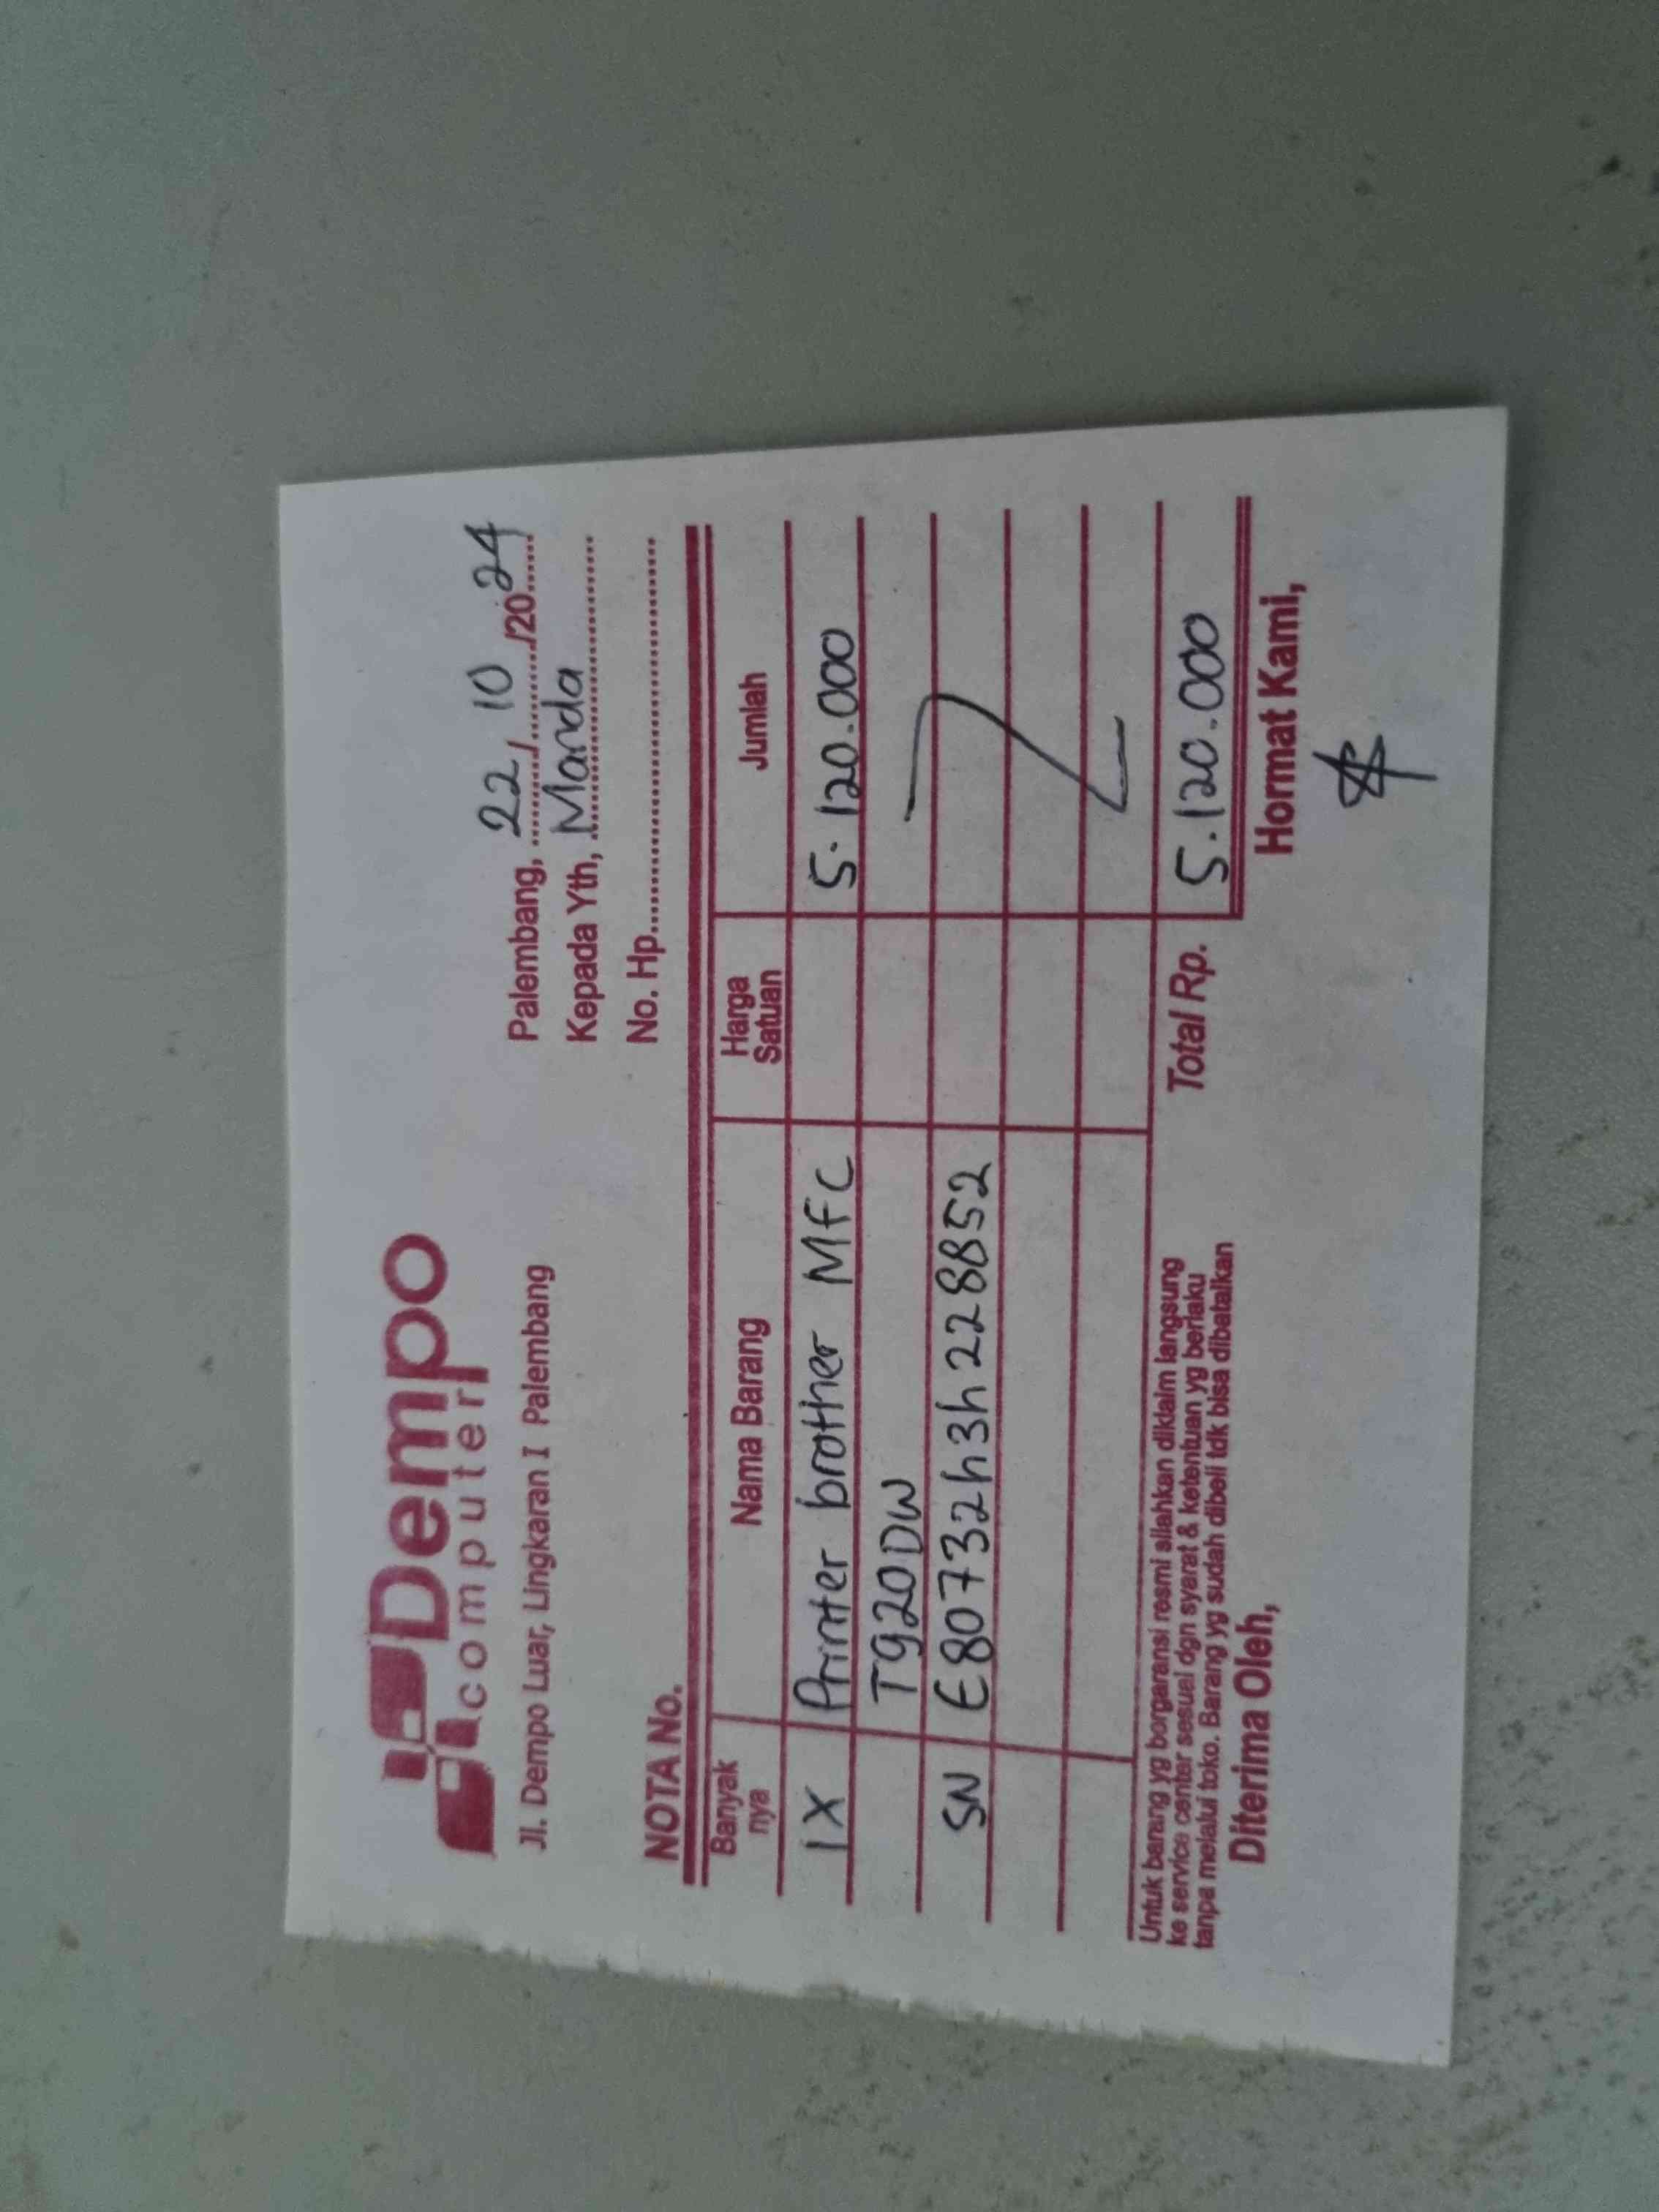 Dempo
computer
Jl. Dempo Luar, Lingkaran I Palembang
Palembang, 22/10/2024
Kepada Yth, Manda
No. Hp.
NOTA No.
Banyak nya Nama Barang Harga Satuan Jumlah
1X Printer brother MFC 5.120.000
T920DW
SN E80732h3h228852
Total Rp. 5.120.000
Untuk barang yg borgaransi resmi silahkan diklaim langsung
ke service center sesuai dgn syarat & ketentuan yg berlaku
tanpa melalui toko. Barang yg sudah dibeli tdk bisa dibatalkan
Diterima Oleh, Hormat Kami,